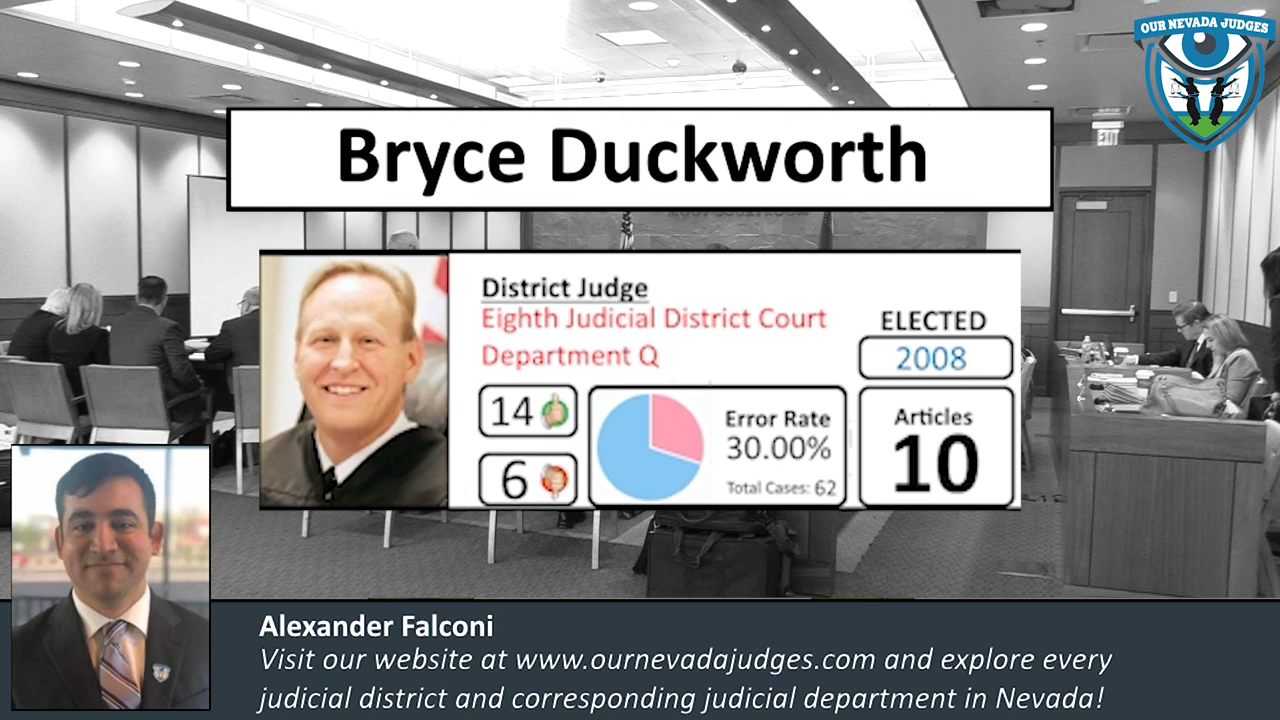 OUR NEVADA JUDGES
Bryce Duckworth
EXIT
District Judge
Eighth Judicial District Court
Department Q
ELECTED
2008
14
6
Error Rate
30.00%
Total Cases: 62
Articles
10
Alexander Falconi
Visit our website at www.ournevadajudges.com and explore every
judicial district and corresponding judicial department in Nevada!